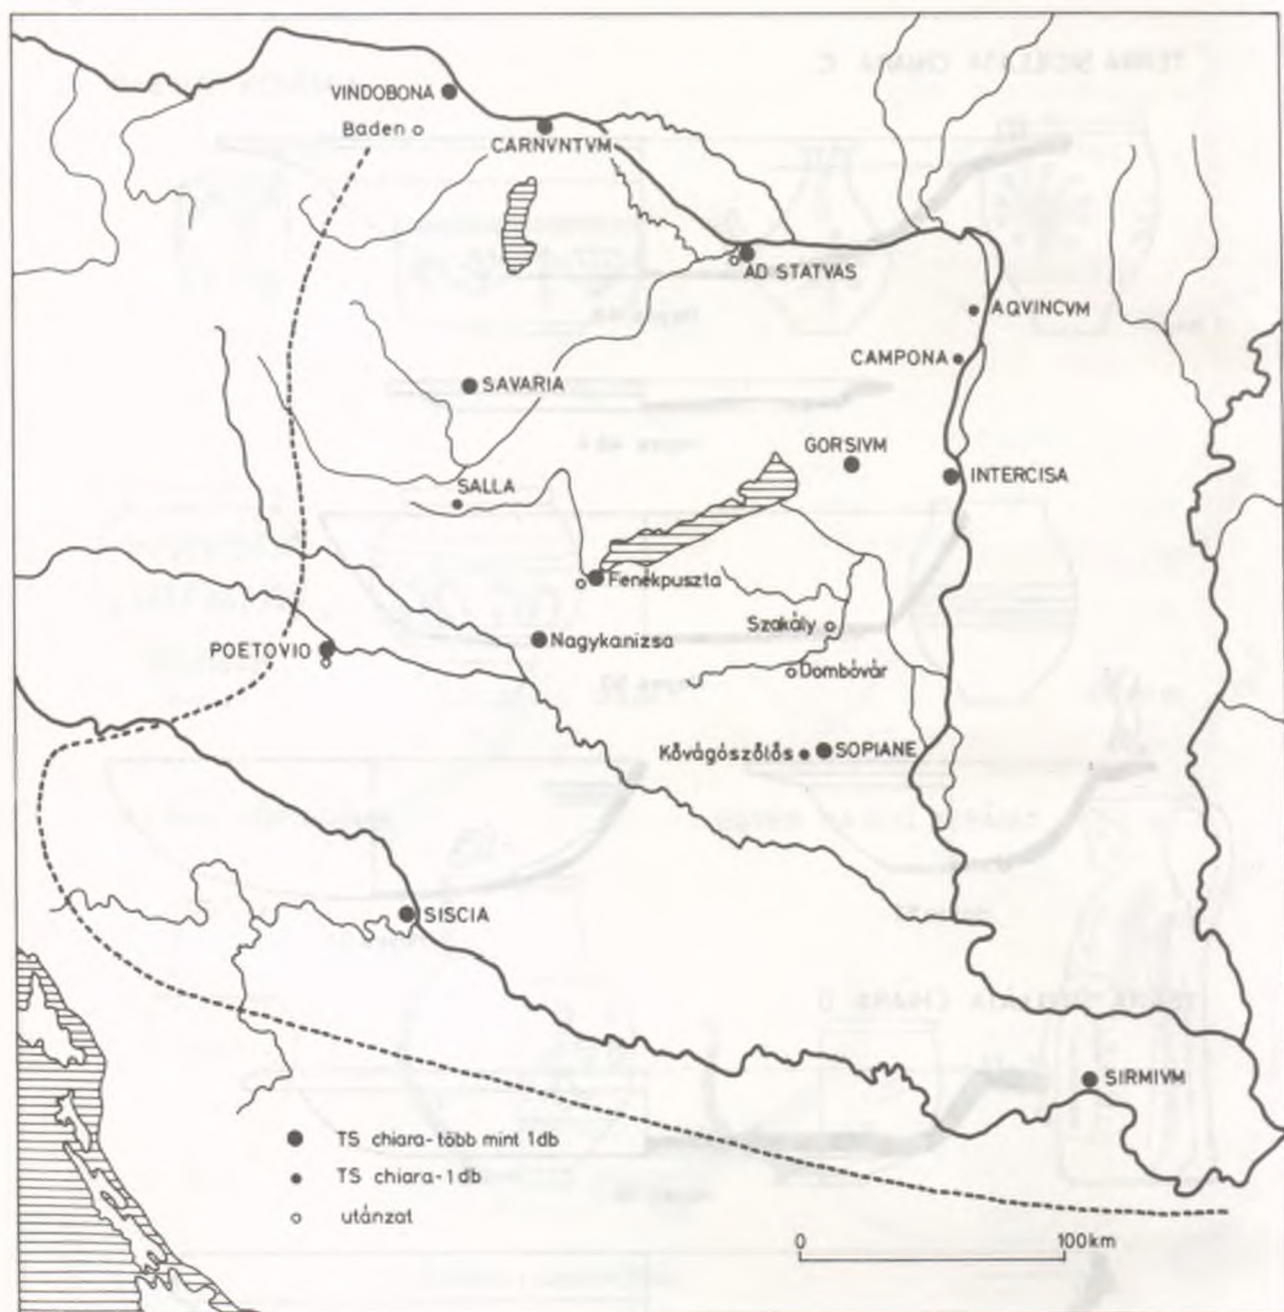 VINDOBONA
Baden
CARNVNTVM
AD STATVAS
AQVINCVM
CAMPONA
SAVARIA
GORSIVM
INTERCISA
SALLA
Fenékpuszta
Szakály
Nagykanizsa
POETOVIO
Dombóvár
Kővágószőlős
SOPIANE
SISCIA
SIRMIVM
TS chiara-több mint 1db
TS chiara-1db
utánzat
0 100km